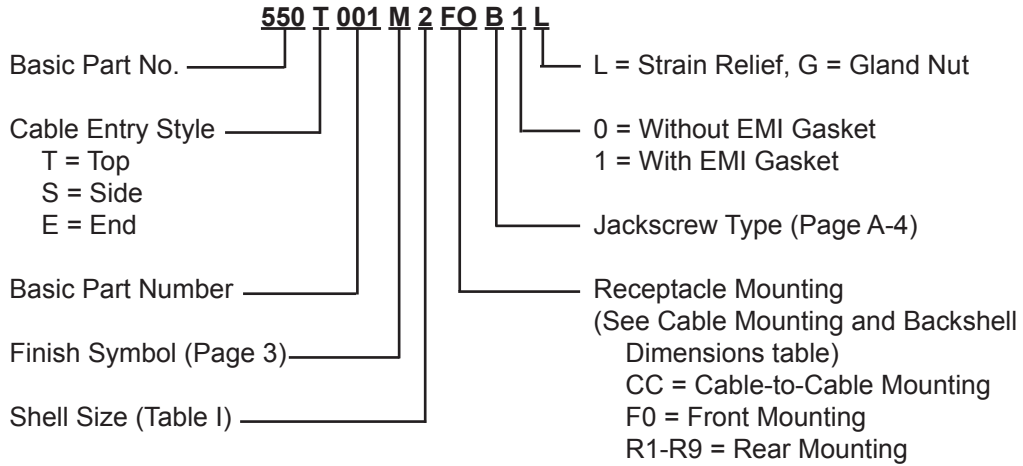 550 T 001 M 2 FO B 1 L
Basic Part No.
Cable Entry Style
T = Top
S = Side
E = End
Basic Part Number
Finish Symbol (Page 3)
Shell Size (Table I)
L = Strain Relief, G = Gland Nut
0 = Without EMI Gasket
1 = With EMI Gasket
Jackscrew Type (Page A-4)
Receptacle Mounting
(See Cable Mounting and Backshell
Dimensions table)
CC = Cable-to-Cable Mounting
F0 = Front Mounting
R1-R9 = Rear Mounting